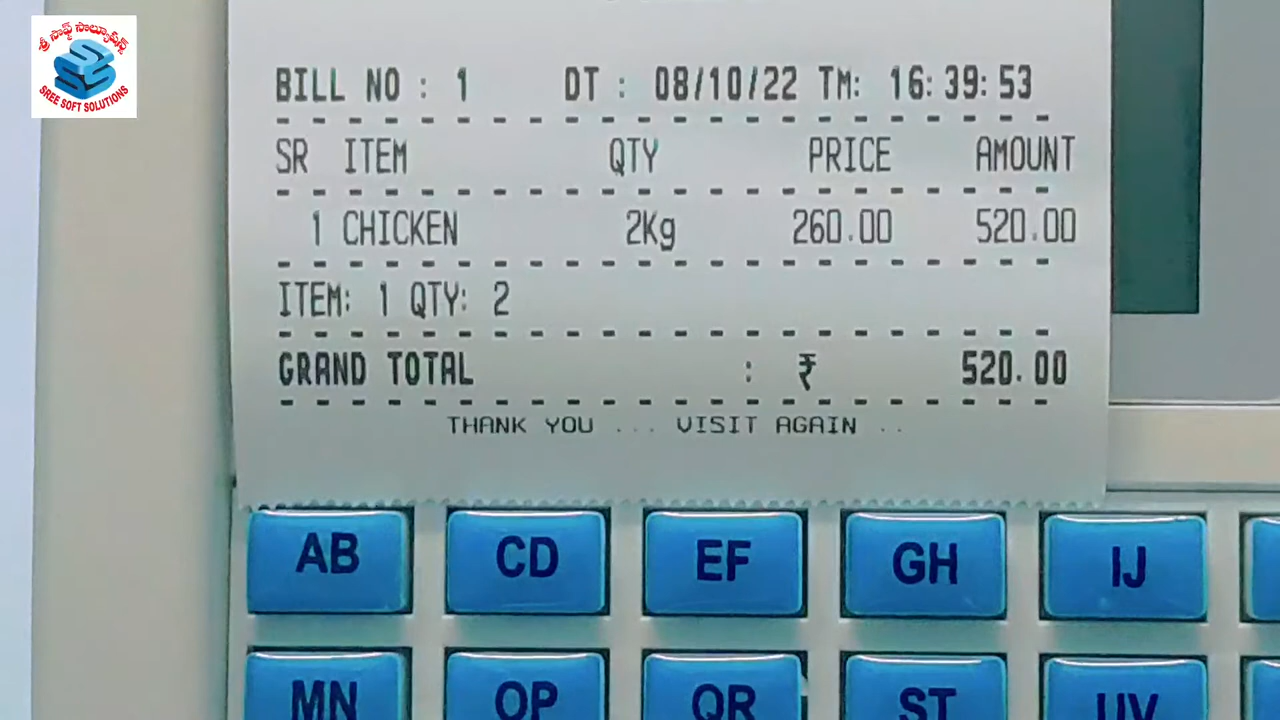 శ్రీ సాఫ్ట్ సొల్యూషన్స్
SREE SOFT SOLUTIONS
BILL NO : 1 DT : 08/10/22 TM: 16:39:53
SR ITEM QTY PRICE AMOUNT
1 CHICKEN 2Kg 260.00 520.00
ITEM: 1 QTY: 2
GRAND TOTAL : ₹ 520.00
THANK YOU ... VISIT AGAIN ..
AB CD EF GH IJ
MN OP QR ST UV